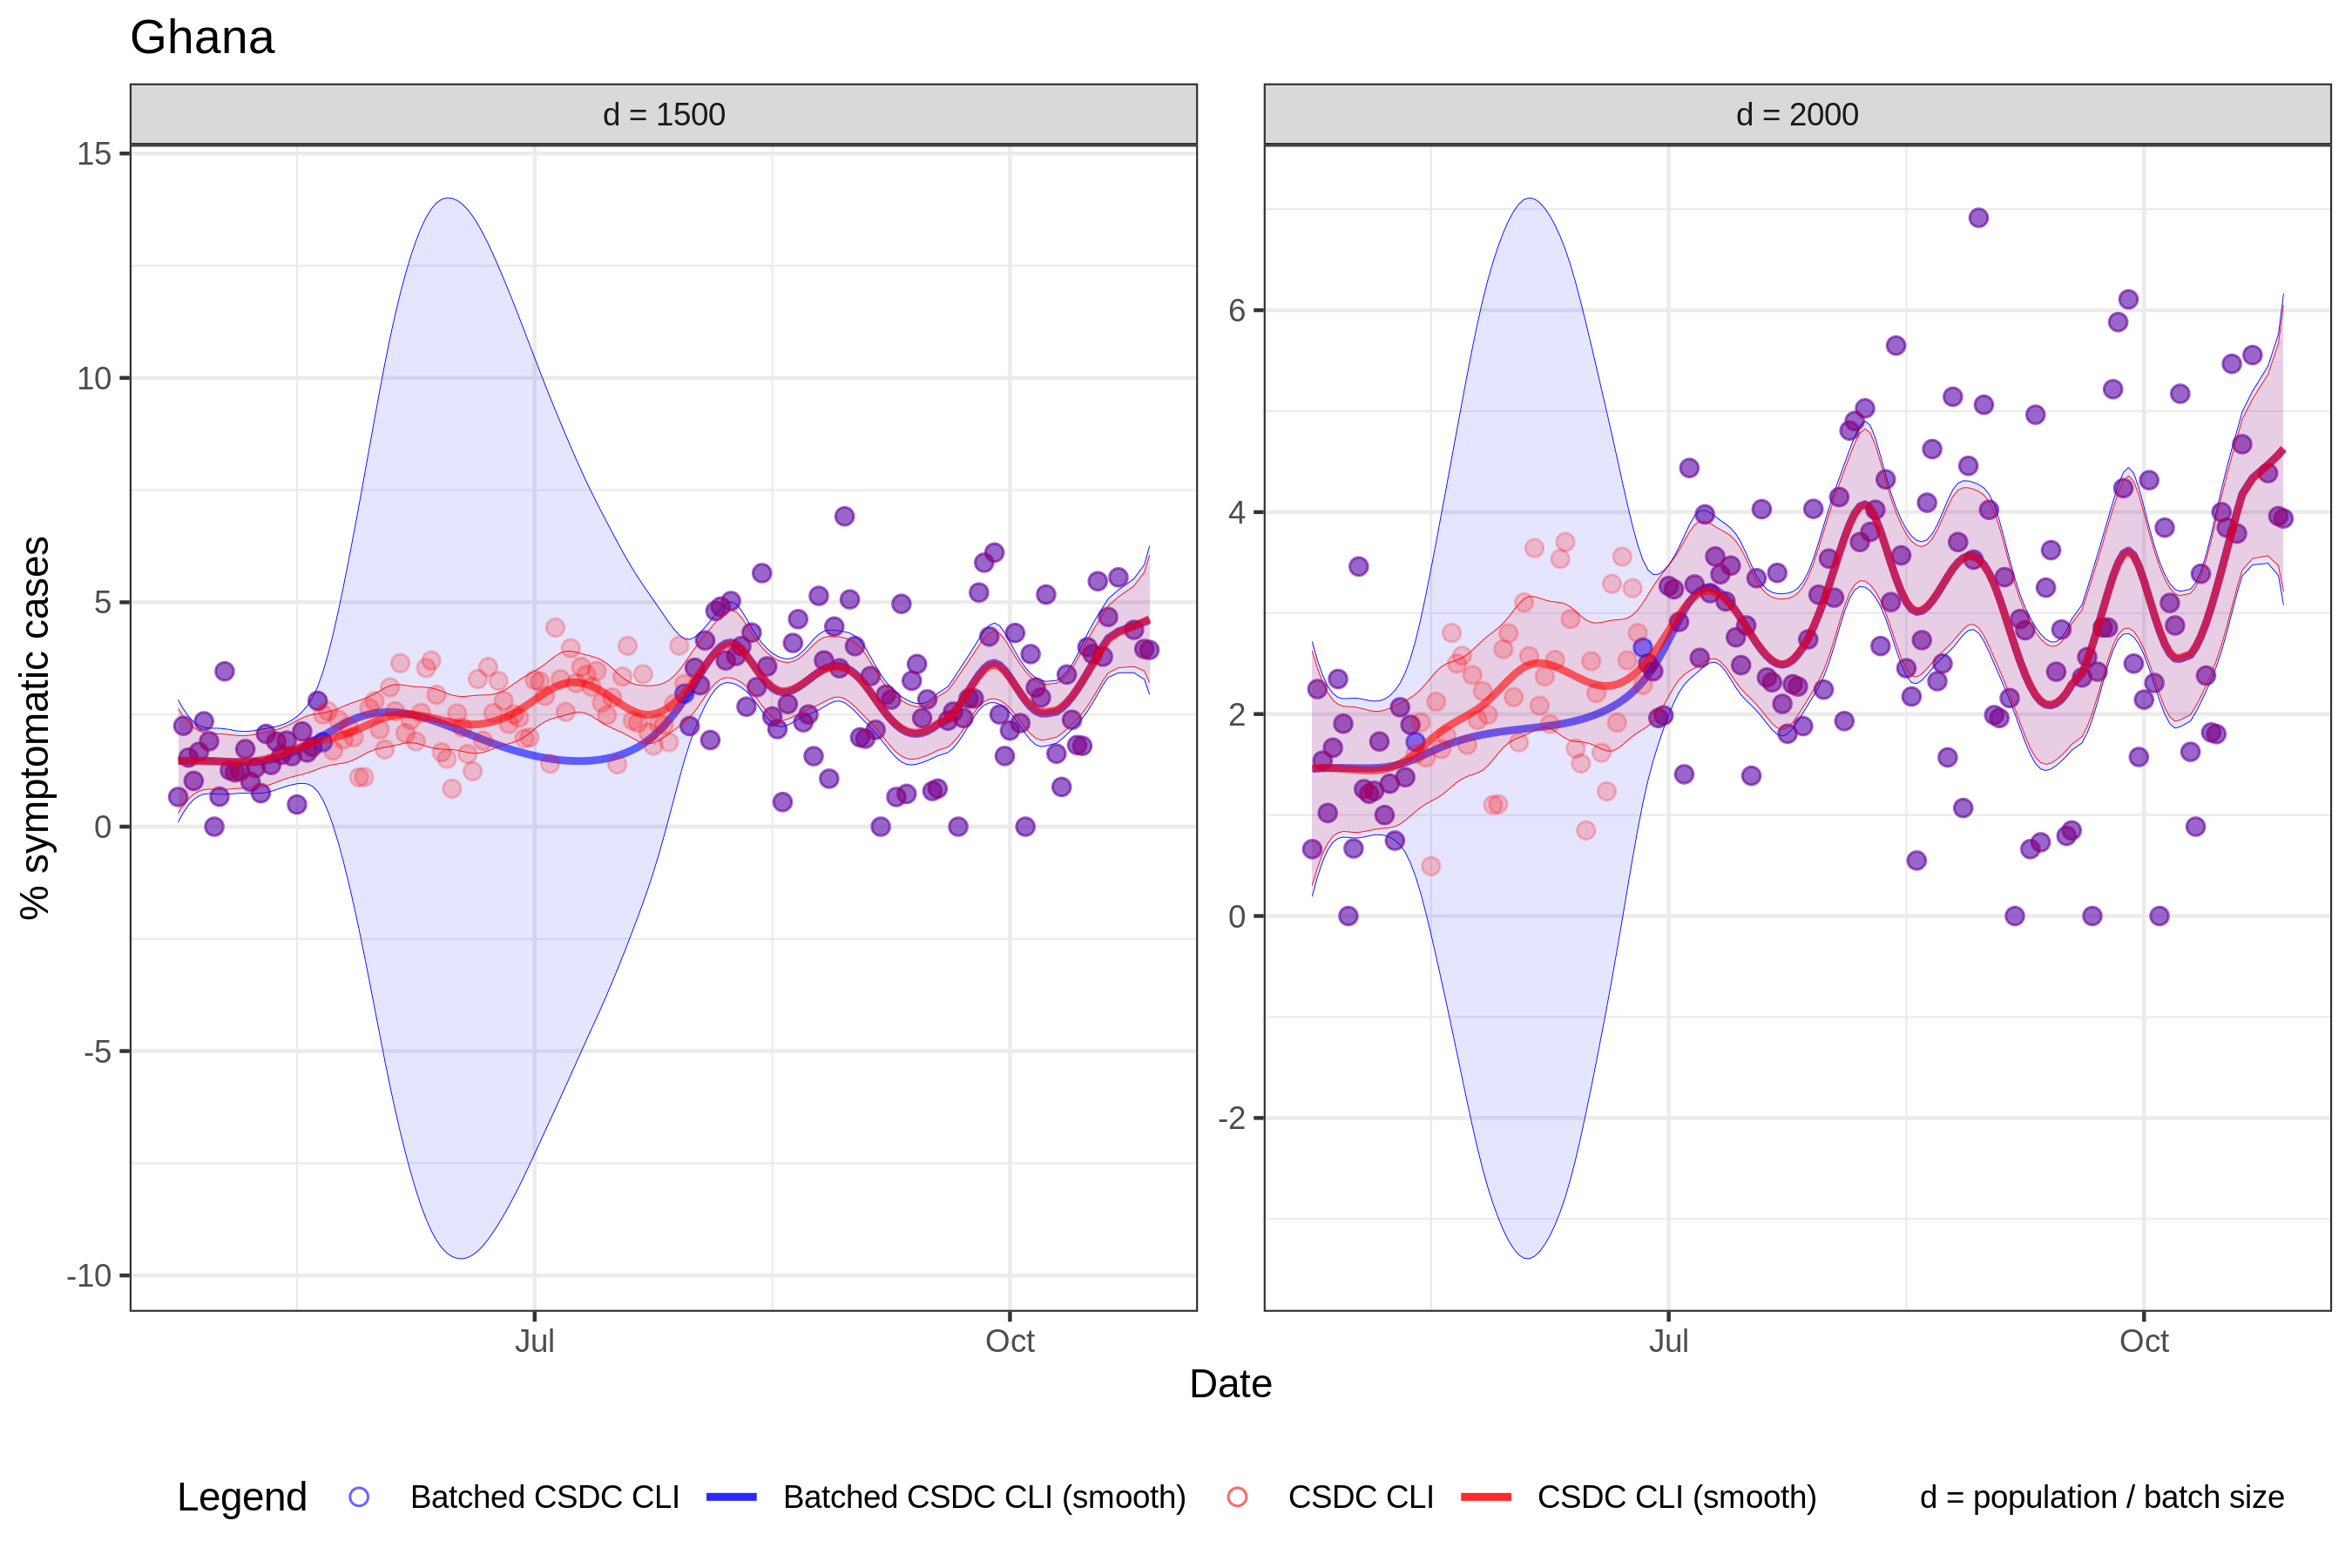 Ghana
d = 1500
d = 2000
15
10
5
0
-5
-10
6
4
2
0
-2
% symptomatic cases
Jul
Oct
Jul
Oct
Date
Legend
Batched CSDC CLI
Batched CSDC CLI (smooth)
CSDC CLI
CSDC CLI (smooth)
d = population / batch size